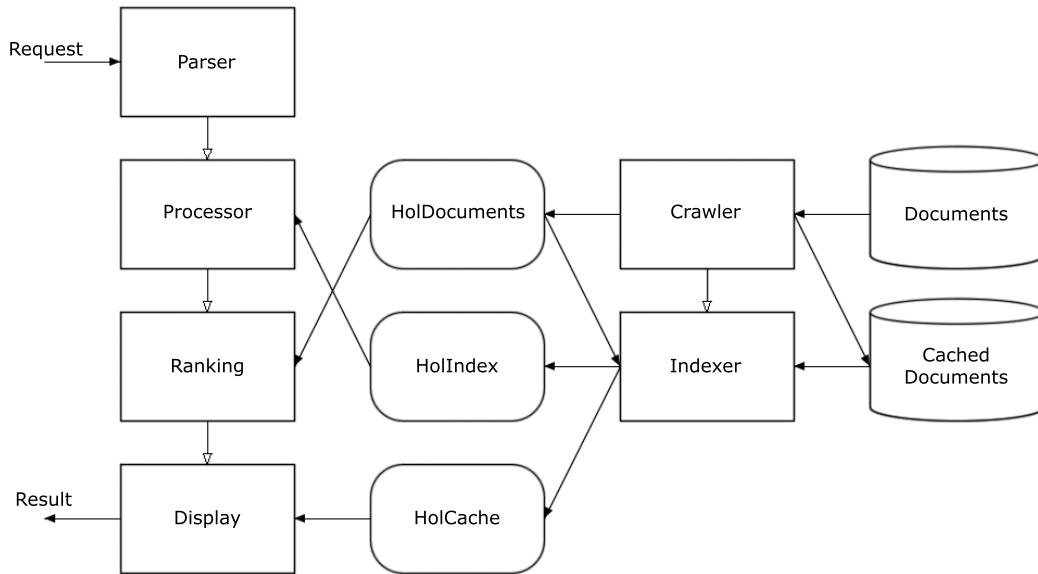 Request
Parser
Processor
HolDocuments
Crawler
Documents
Ranking
HolIndex
Indexer
Cached
Documents
Result
Display
HolCache